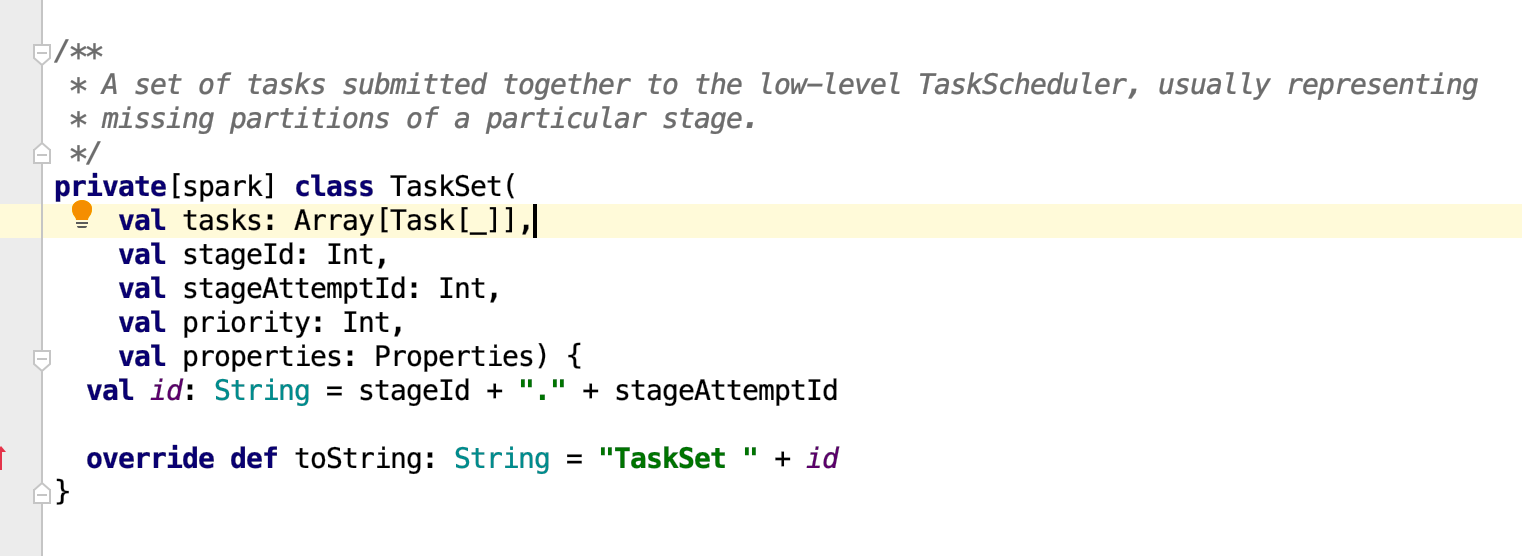 /**
 * A set of tasks submitted together to the low-level TaskScheduler, usually representing
 * missing partitions of a particular stage.
 */
private[spark] class TaskSet(
    val tasks: Array[Task[_]],
    val stageId: Int,
    val stageAttemptId: Int,
    val priority: Int,
    val properties: Properties) {
  val id: String = stageId + "." + stageAttemptId
  override def toString: String = "TaskSet " + id
}